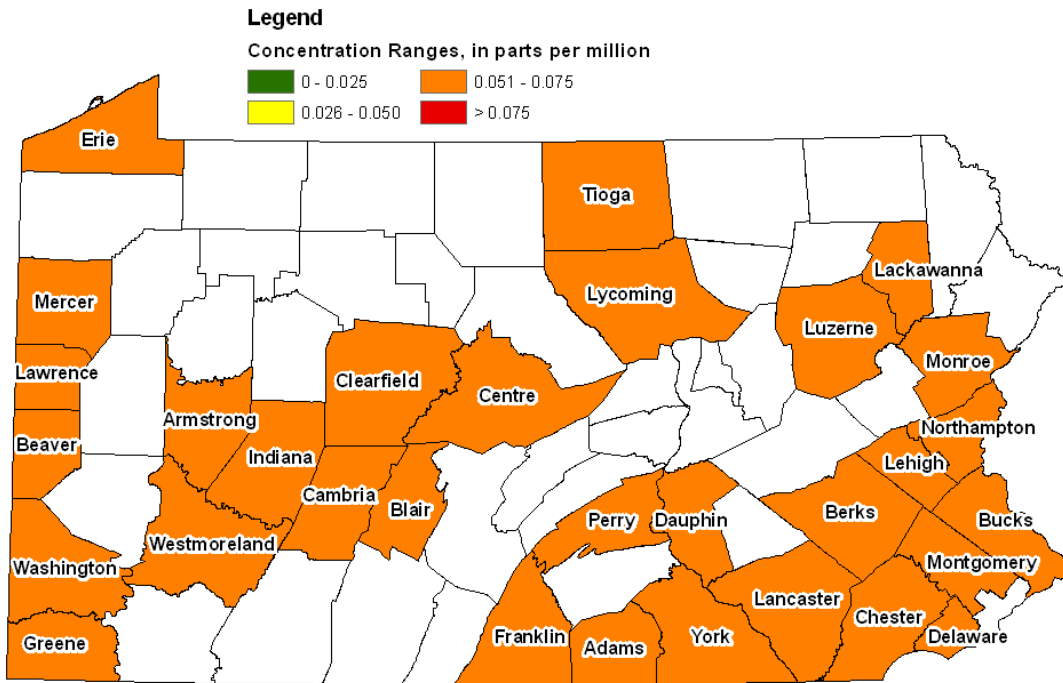 Legend
Concentration Ranges, in parts per million
0 - 0.025
0.051 - 0.075
0.026 - 0.050
> 0.075
Erie
Tioga
Lackawanna
Mercer
Lycoming
Luzerne
Monroe
Lawrence
Clearfield
Centre
Armstrong
Northampton
Beaver
Indiana
Lehigh
Cambria
Blair
Perry
Dauphin
Berks
Bucks
Westmoreland
Washington
Montgomery
Lancaster
Chester
Greene
Franklin
Adams
York
Delaware